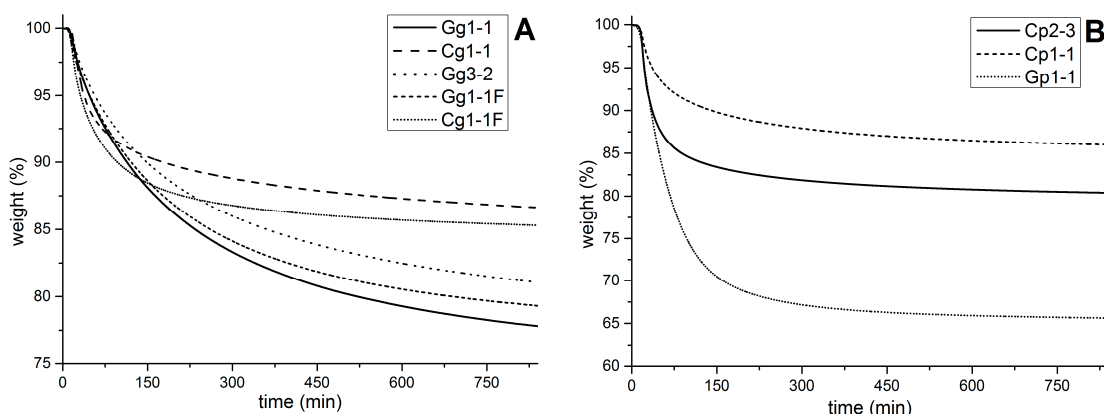 A
Gg1-1
Cg1-1
Gg3-2
Gg1-1F
Cg1-1F
100
95
90
85
80
75
weight (%)
0 150 300 450 600 750
time (min)
B
Cp2-3
Cp1-1
Gp1-1
100
95
90
85
80
75
70
65
60
weight (%)
0 150 300 450 600 750
time (min)